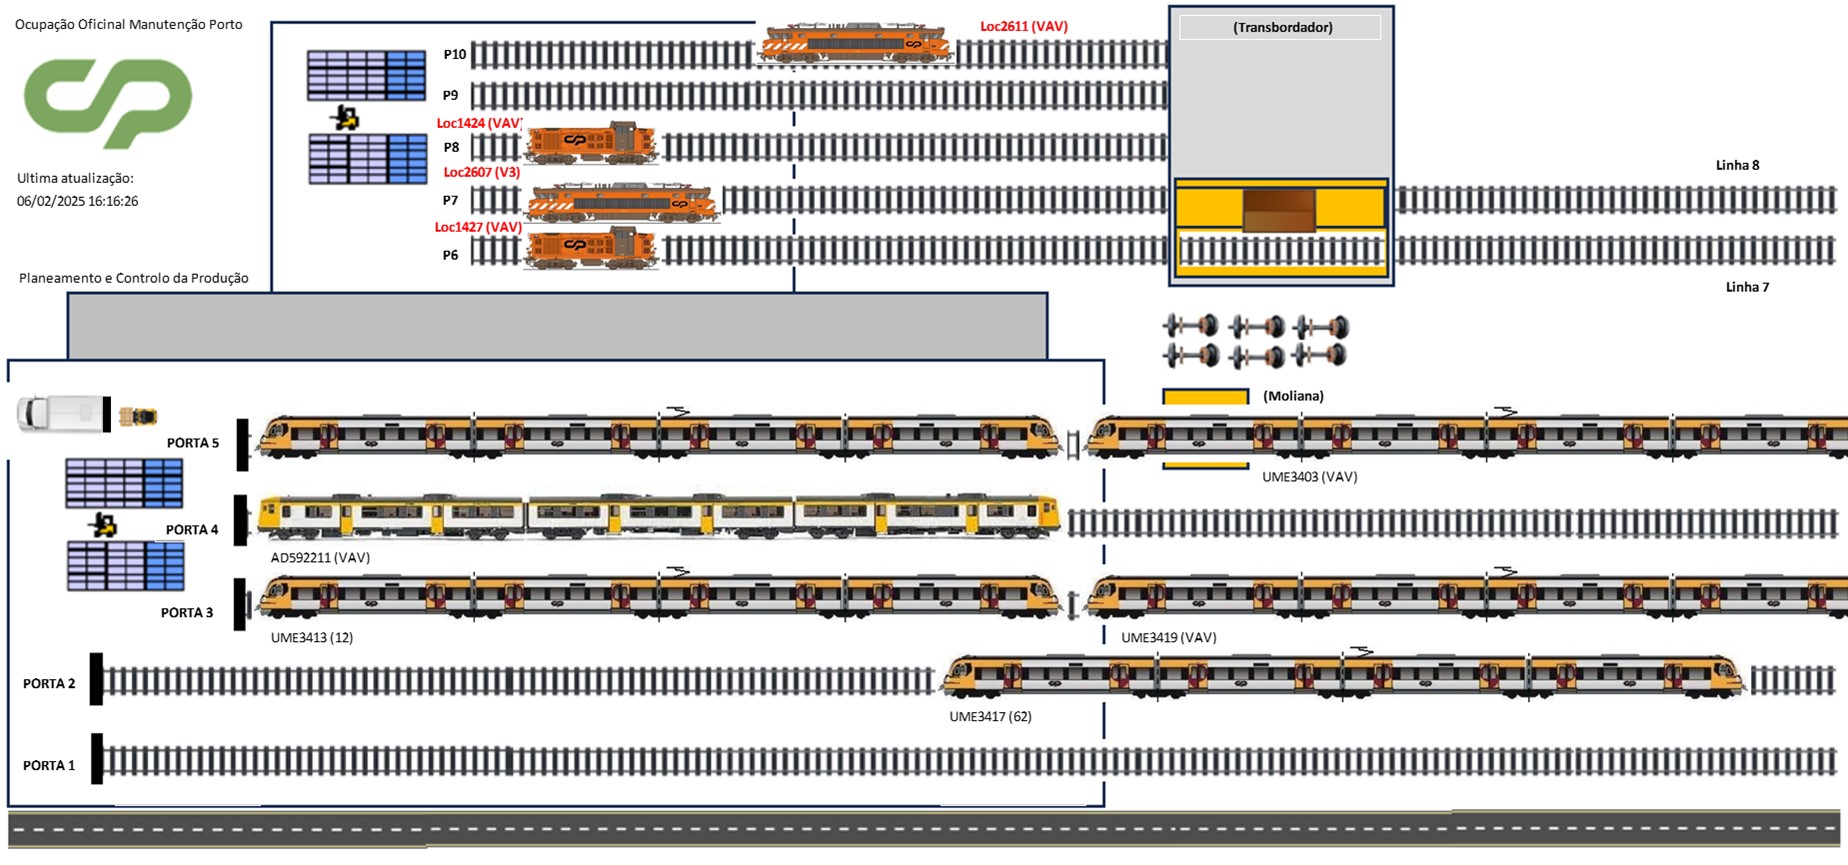 Ocupação Oficinal Manutenção Porto
Loc2611 (VAV)
(Transbordador)
P10
P9
Loc1424 (VAV)
P8
Linha 8
Loc2607 (V3)
Ultima atualização:
06/02/2025 16:16:26
P7
Loc1427 (VAV)
P6
Planeamento e Controlo da Produção
Linha 7
(Moliana)
PORTA 5
UME3403 (VAV)
PORTA 4
AD592211 (VAV)
PORTA 3
UME3413 (12)
UME3419 (VAV)
PORTA 2
UME3417 (62)
PORTA 1